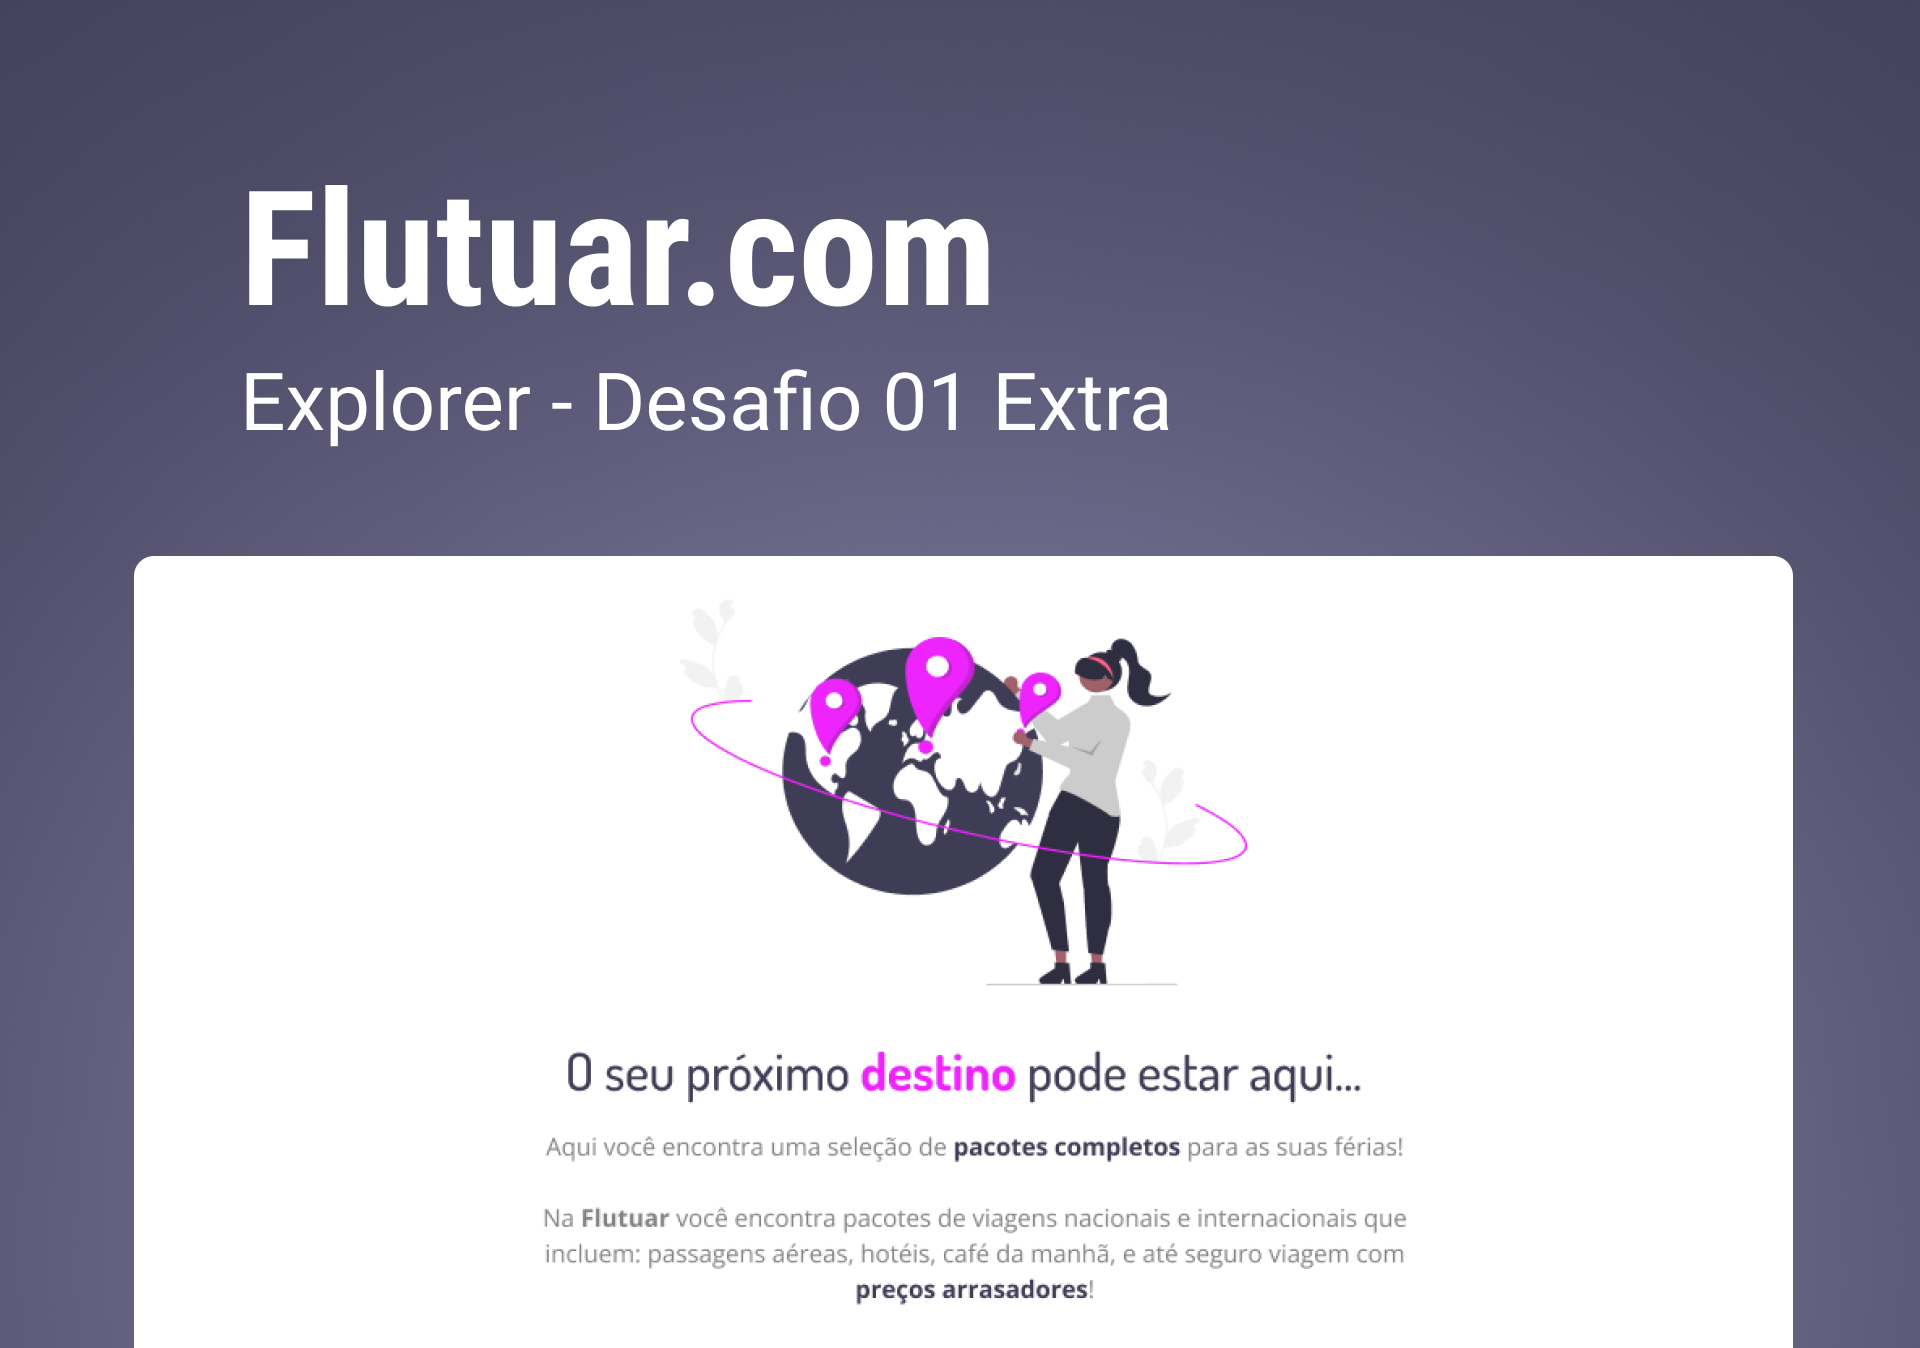 Flutuar.com
Explorer - Desafio 01 Extra
O seu próximo destino pode estar aqui...
Aqui você encontra uma seleção de pacotes completos para as suas férias!
Na Flutuar você encontra pacotes de viagens nacionais e internacionais que
incluem: passagens aéreas, hotéis, café da manhã, e até seguro viagem com
preços arrasadores!